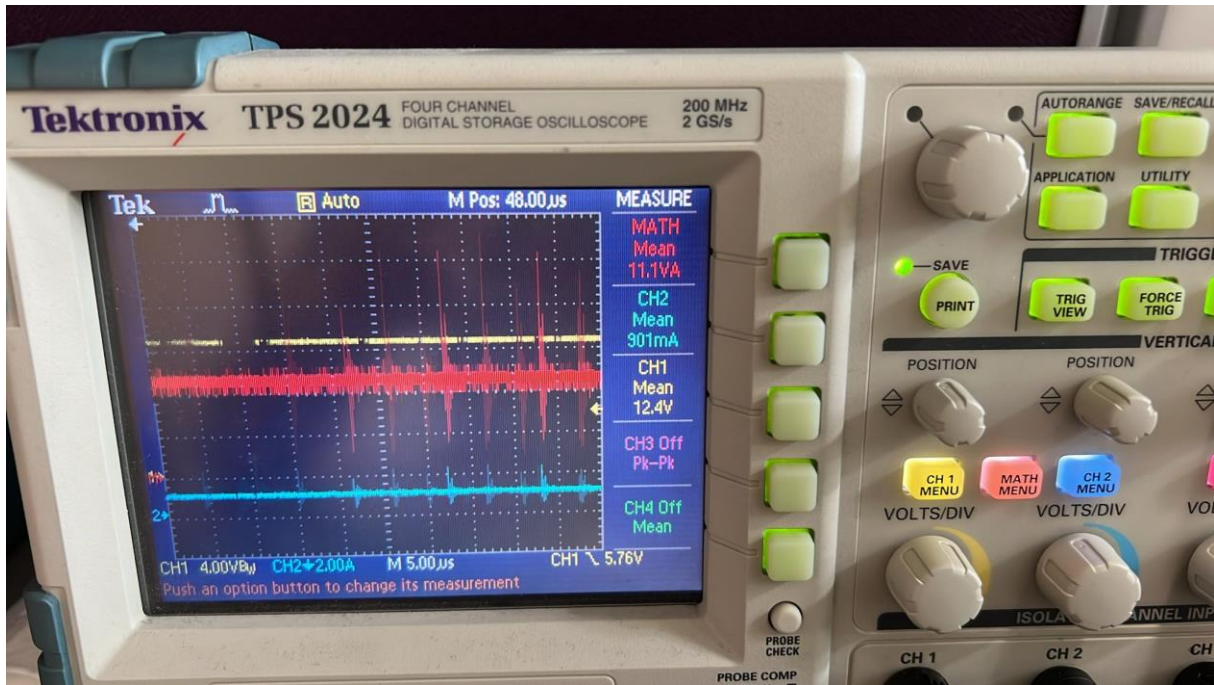 Tektronix TPS 2024 FOUR CHANNEL
DIGITAL STORAGE OSCILLOSCOPE
200 MHz
2 GS/s
Tek R Auto M Pos: 48.00µs MEASURE
MATH
Mean
11.1VA
CH2
Mean
901mA
CH1
Mean
12.4V
CH3 Off
Pk-Pk
CH4 Off
Mean
2
CH1 4.00VBW CH2 2.00A M 5.00µs CH1 5.76V
Push an option button to change its measurement
AUTORANGE SAVE/RECALL
APPLICATION UTILITY
SAVE
PRINT
TRIG
VIEW
FORCE
TRIG
POSITION POSITION
CH 1
MENU
MATH
MENU
CH 2
MENU
VOLTS/DIV VOLTS/DIV
PROBE
CHECK
PROBE COMP
CH 1 CH 2 CH